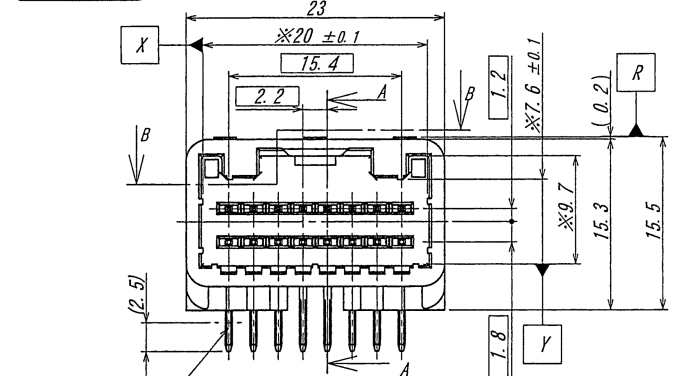 23
※20 ±0.1
X
15.4
2.2
A
B
1.2
※7.6 ±0.1
(0.2)
R
B
※9.7
15.3
15.5
(2.5)
1.8
Y
A